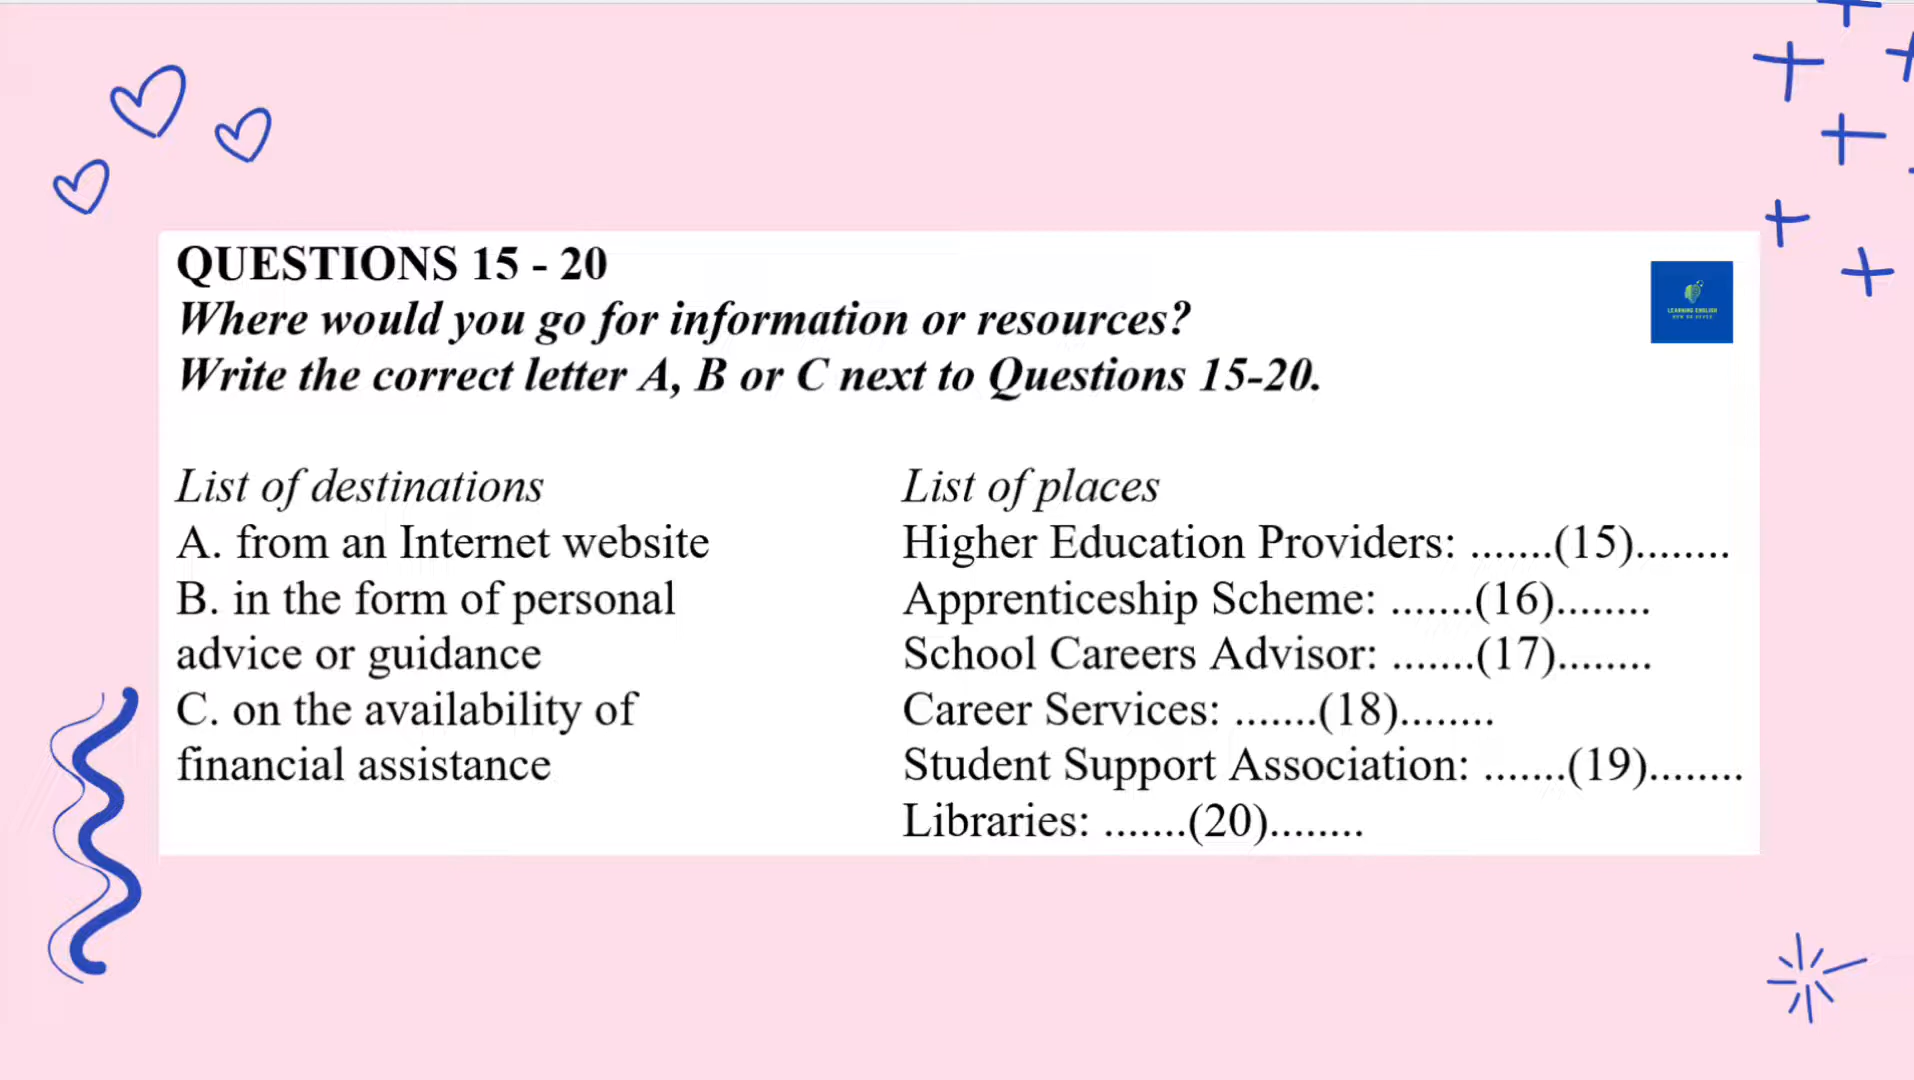 QUESTIONS 15 - 20
Where would you go for information or resources?
Write the correct letter A, B or C next to Questions 15-20.
LEARNING ENGLISH
List of destinations
A. from an Internet website
B. in the form of personal
advice or guidance
C. on the availability of
financial assistance
List of places
Higher Education Providers: .......(15)........
Apprenticeship Scheme: .......(16)........
School Careers Advisor: .......(17)........
Career Services: .......(18)........
Student Support Association: .......(19)........
Libraries: .......(20)........